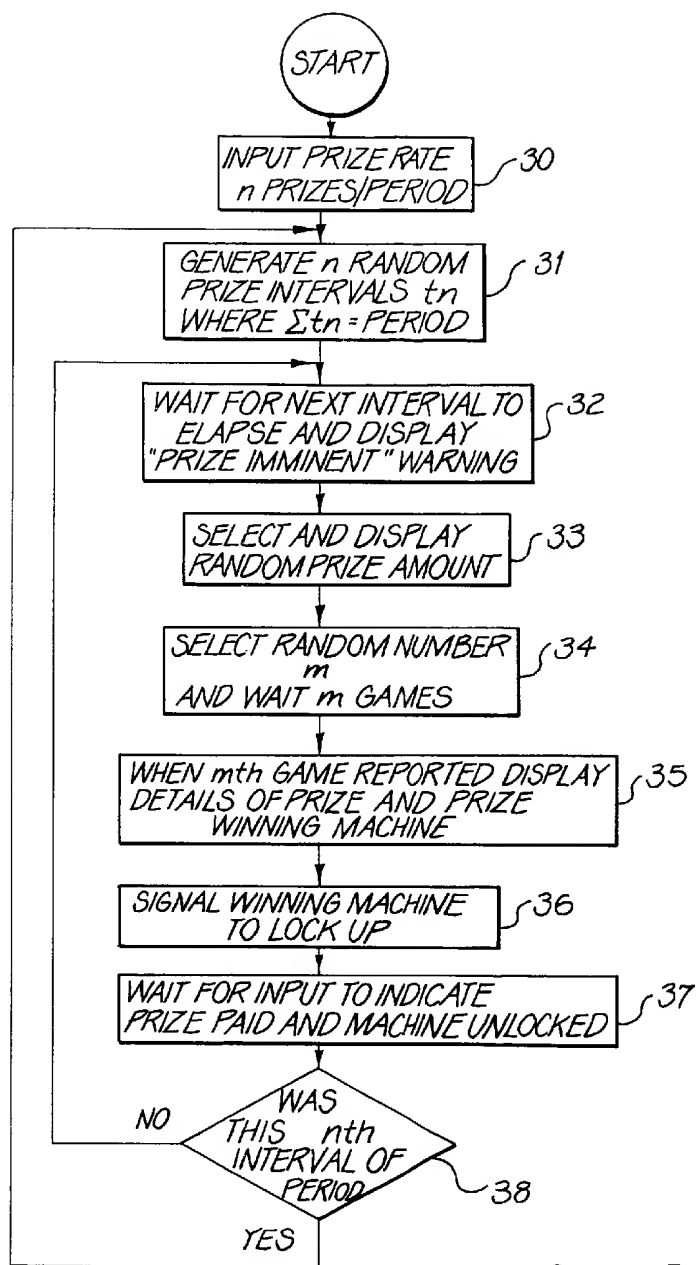 START
INPUT PRIZE RATE
n PRIZES/PERIOD
30
GENERATE n RANDOM
PRIZE INTERVALS tn
WHERE Σtn = PERIOD
31
WAIT FOR NEXT INTERVAL TO
ELAPSE AND DISPLAY
"PRIZE IMMINENT" WARNING
32
SELECT AND DISPLAY
RANDOM PRIZE AMOUNT
33
SELECT RANDOM NUMBER
m
AND WAIT m GAMES
34
WHEN mth GAME REPORTED DISPLAY
DETAILS OF PRIZE AND PRIZE
WINNING MACHINE
35
SIGNAL WINNING MACHINE
TO LOCK UP
36
WAIT FOR INPUT TO INDICATE
PRIZE PAID AND MACHINE UNLOCKED
37
NO
WAS
THIS nth
INTERVAL OF
PERIOD
38
YES